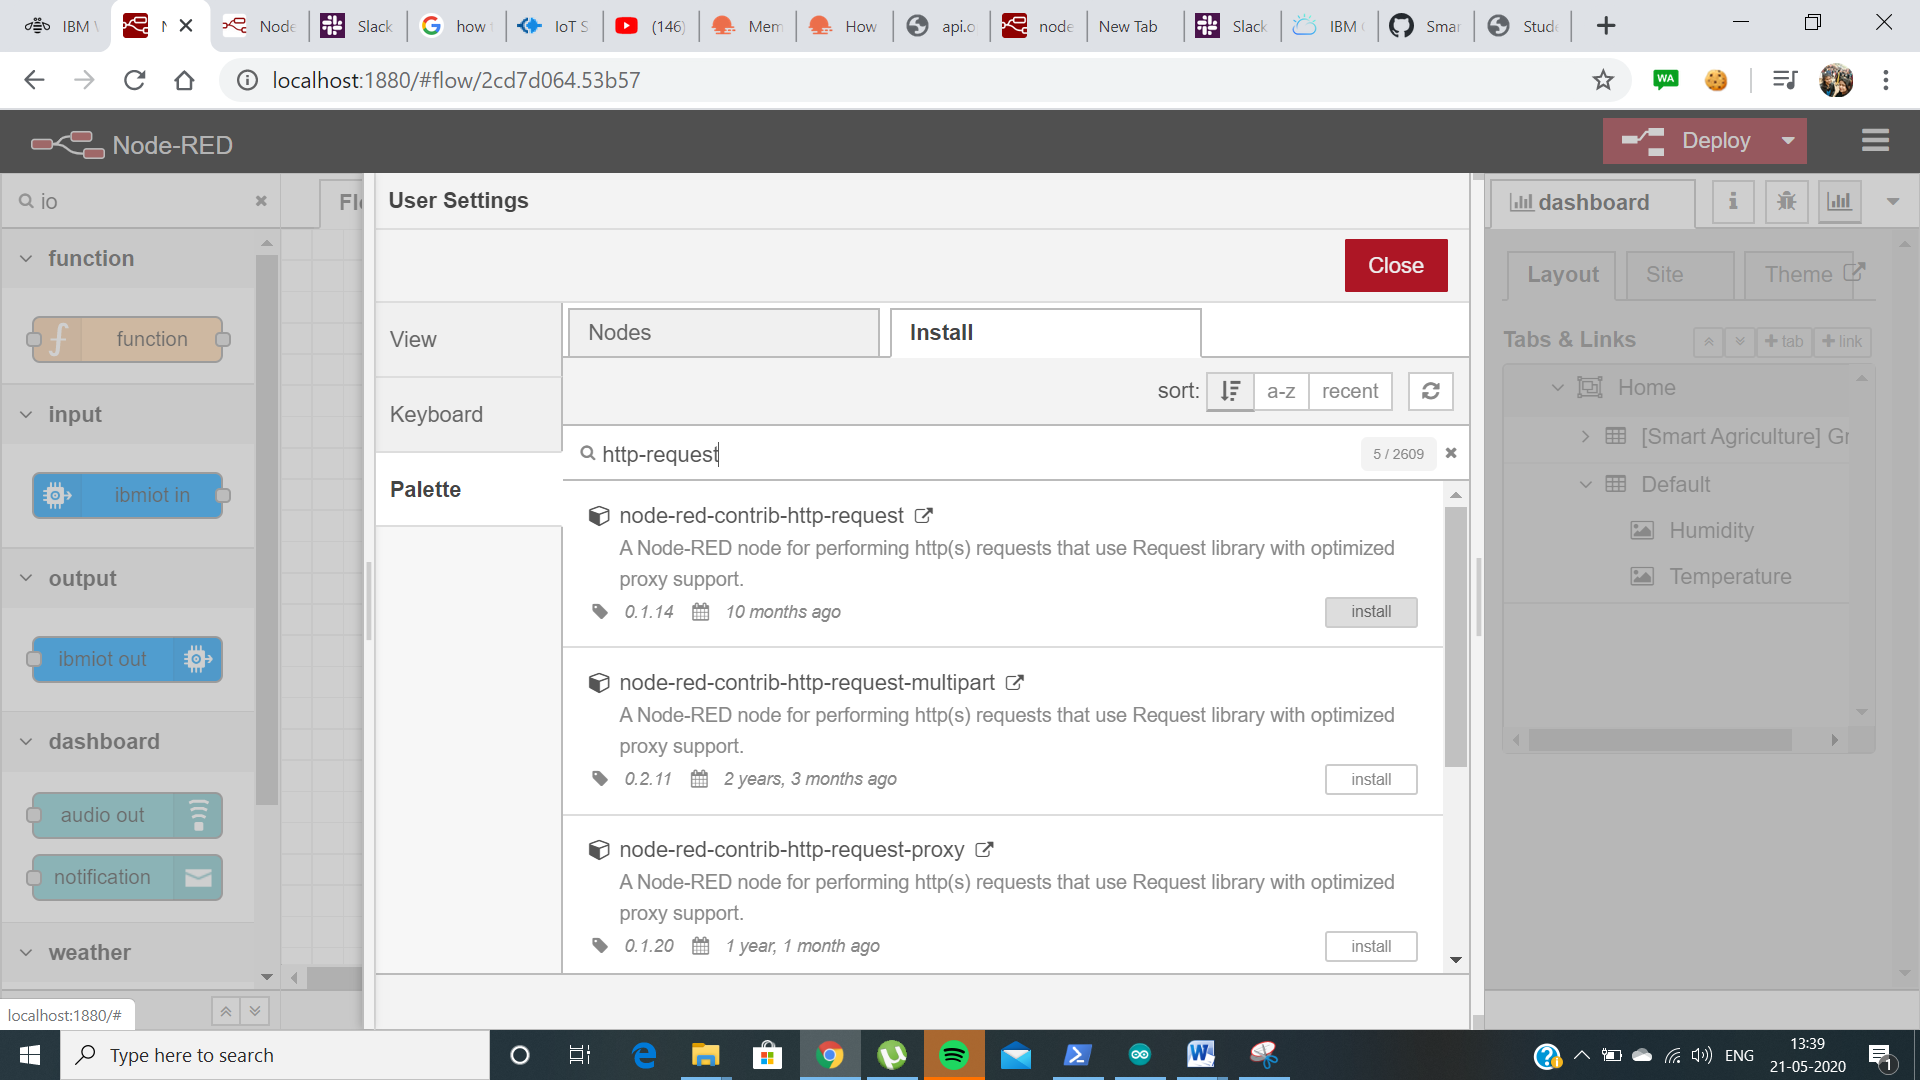 IBM W
N
Node
Slack
how t
IoT S
(146)
Mem
How
api.o
node
New Tab
Slack
IBM C
Smar
Stude
localhost:1880/#flow/2cd7d064.53b57
WA
Node-RED
Deploy
io
Flo
User Settings
dashboard
Close
function
function
input
ibmiot in
output
ibmiot out
dashboard
audio out
notification
weather
View
Keyboard
Palette
Nodes
Install
sort:
a-z
recent
http-request
5 / 2609
node-red-contrib-http-request
A Node-RED node for performing http(s) requests that use Request library with optimized
proxy support.
0.1.14 10 months ago
install
node-red-contrib-http-request-multipart
A Node-RED node for performing http(s) requests that use Request library with optimized
proxy support.
0.2.11 2 years, 3 months ago
install
node-red-contrib-http-request-proxy
A Node-RED node for performing http(s) requests that use Request library with optimized
proxy support.
0.1.20 1 year, 1 month ago
install
Layout
Site
Theme
Tabs & Links
+ tab
+ link
Home
[Smart Agriculture] Gr
Default
Humidity
Temperature
localhost:1880/#
Type here to search
ENG
13:39
21-05-2020
1